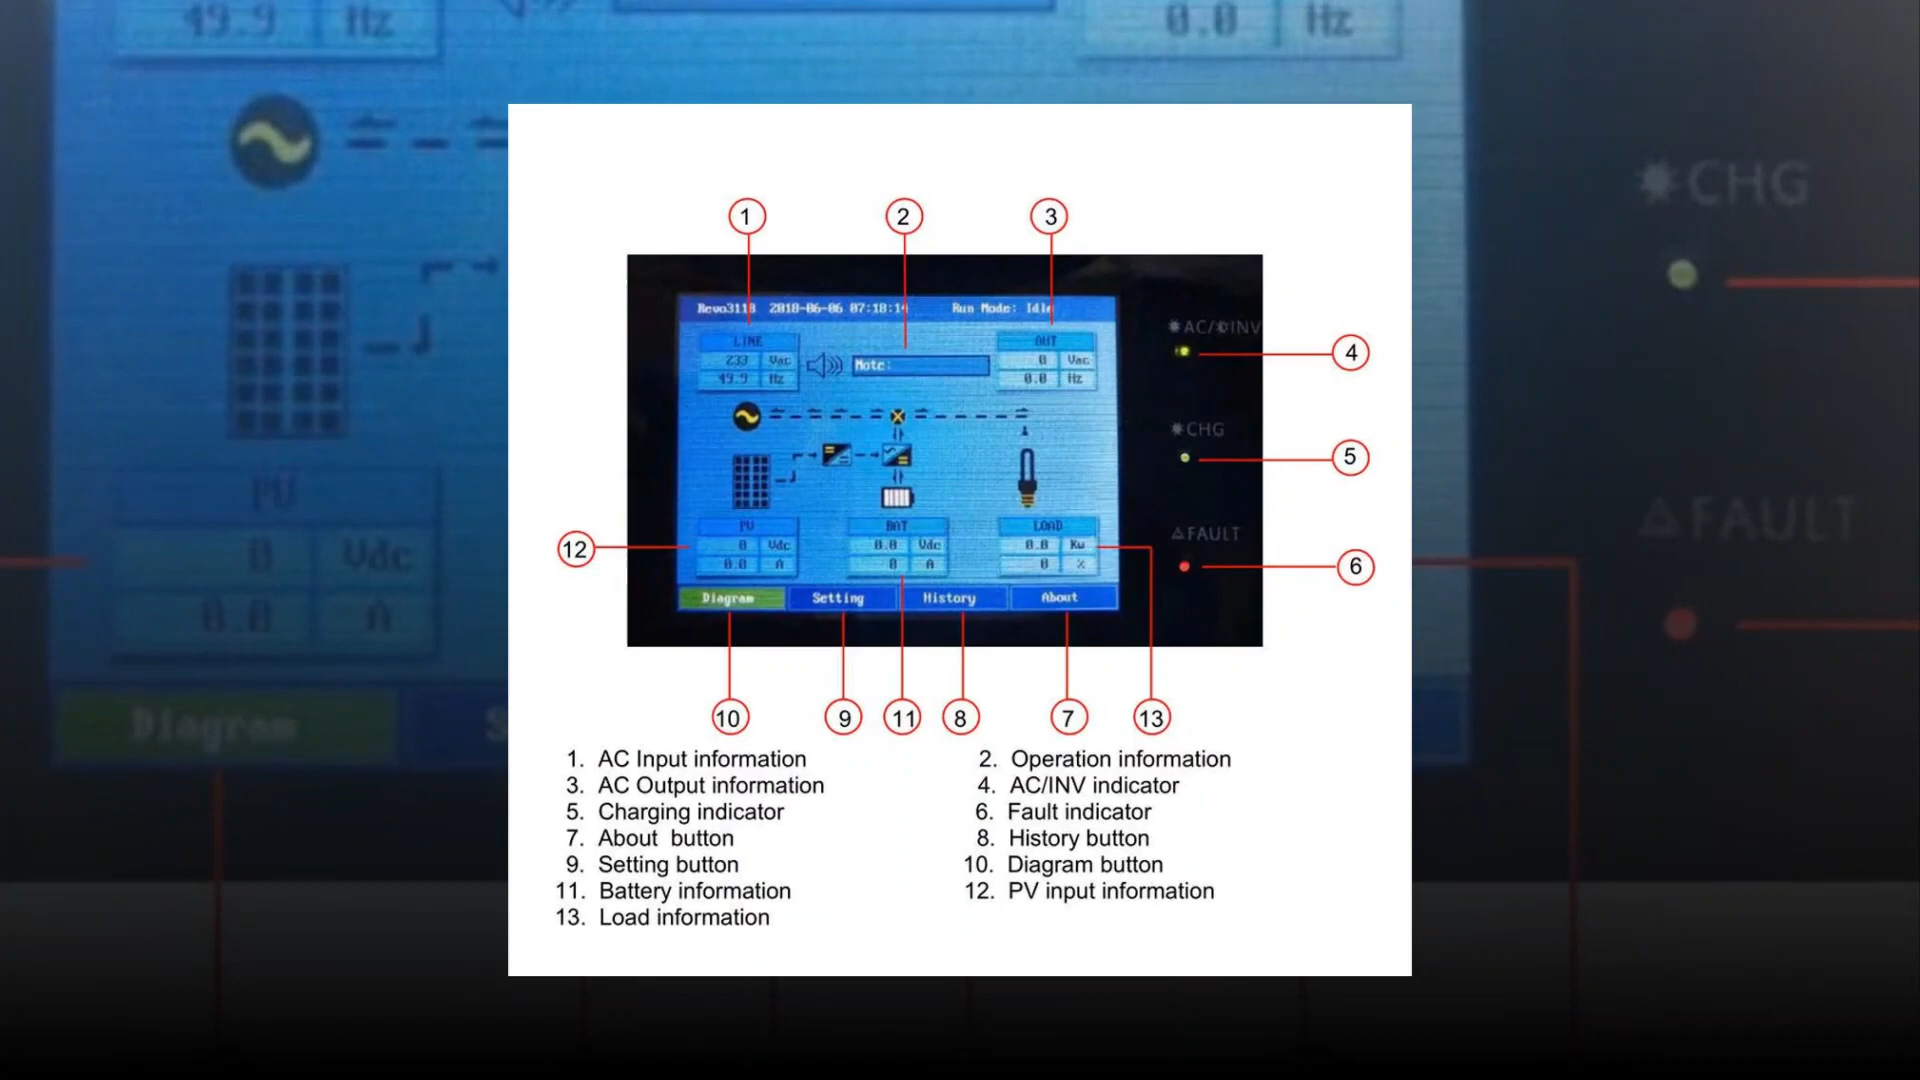 49.9 Hz
0.0 Hz
CHG
FAULT
PV
0 Vdc
0.0 A
Diagram
1 2 3
2018-06-06 07:18:14 Run Mode: Idle
LINE
233 Vac
49.9 Hz
Note:
OUT
0 Vac
0.0 Hz
AC/INV
4
CHG
5
FAULT
6
12
PV
0 Vdc
0.0 A
BAT
0.0 Vdc
0 A
LOAD
0.0 Kw
0 %
Diagram Setting History About
10 9 11 8 7 13
1. AC Input information
2. Operation information
3. AC Output information
4. AC/INV indicator
5. Charging indicator
6. Fault indicator
7. About button
8. History button
9. Setting button
10. Diagram button
11. Battery information
12. PV input information
13. Load information